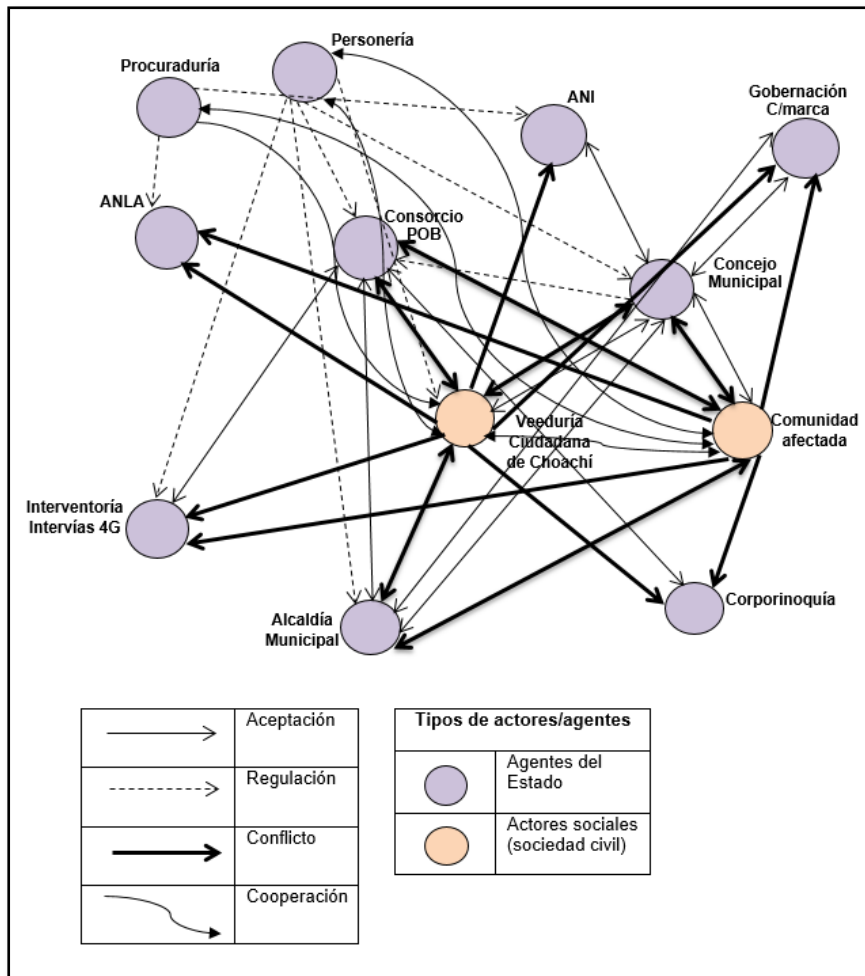 Personería
Procuraduría
ANI
Gobernación
C/marca
ANLA
Consorcio
POB
Concejo
Municipal
Veeduría
Ciudadana
de Choachí
Comunidad
afectada
Interventoría
Intervías 4G
Alcaldía
Municipal
Corporinoquía
Aceptación
Regulación
Conflicto
Cooperación
Tipos de actores/agentes
Agentes del
Estado
Actores sociales
(sociedad civil)